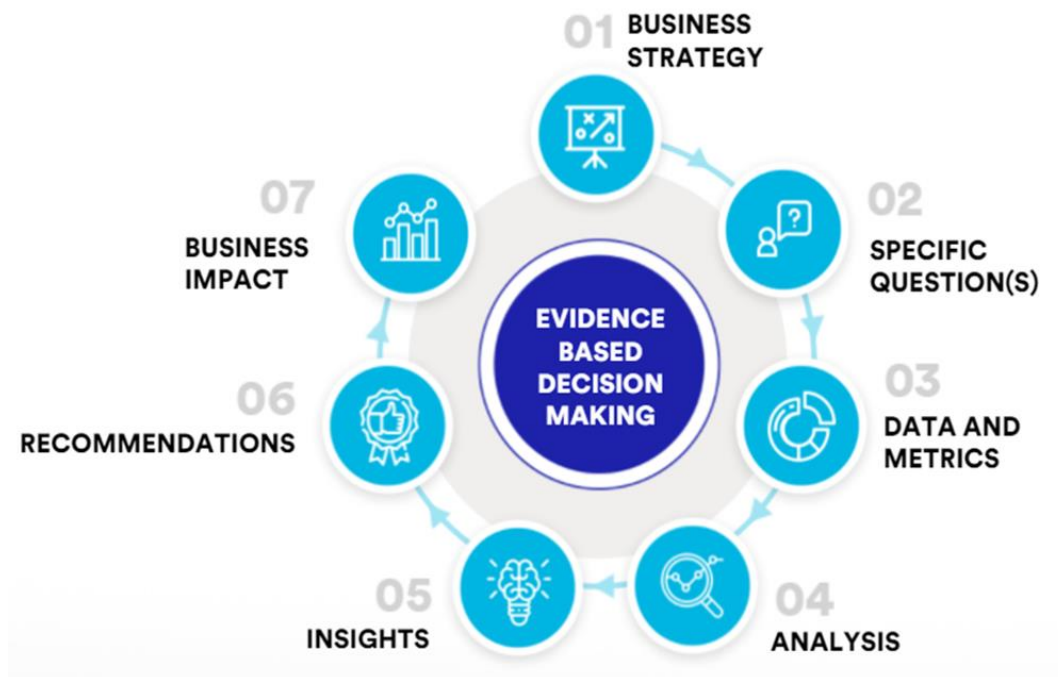 01
BUSINESS
STRATEGY
02
SPECIFIC
QUESTION(S)
03
DATA AND
METRICS
04
ANALYSIS
05
INSIGHTS
06
RECOMMENDATIONS
07
BUSINESS
IMPACT
EVIDENCE
BASED
DECISION
MAKING
?